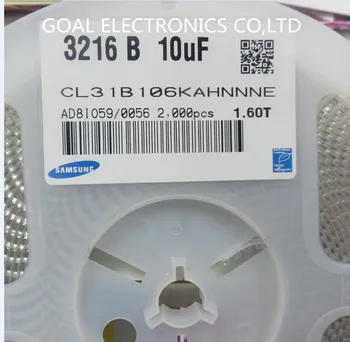 GOAL ELECTRONICS CO,LTD
3216 B 10uF
CL31B106KAHNNNE
AD8I059/0056 2,000pcs 1.60T
SAMSUNG